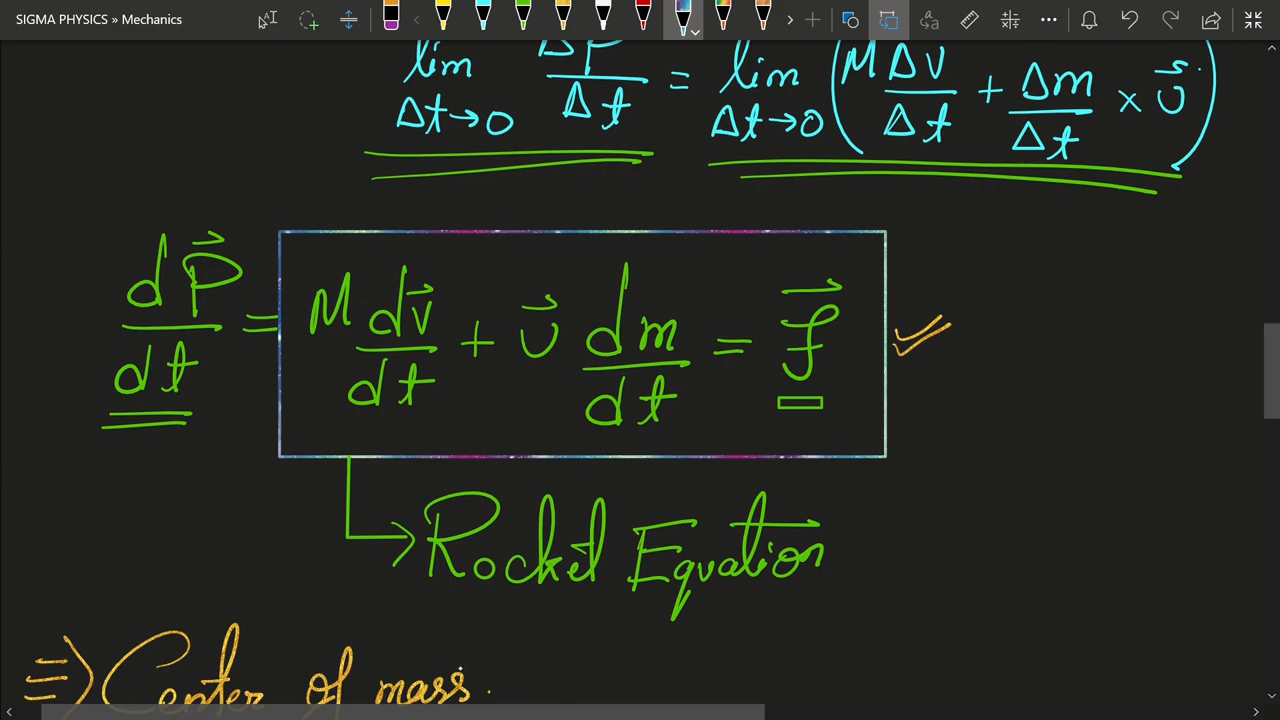 SIGMA PHYSICS » Mechanics
lim Δt→0 ΔP/Δt = lim Δt→0 (M ΔV/Δt + Δm/Δt × υ⃗)
dP⃗/dt = M dv⃗/dt + υ⃗ dm/dt = f⃗
Rocket Equation
⇒ Center of mass.